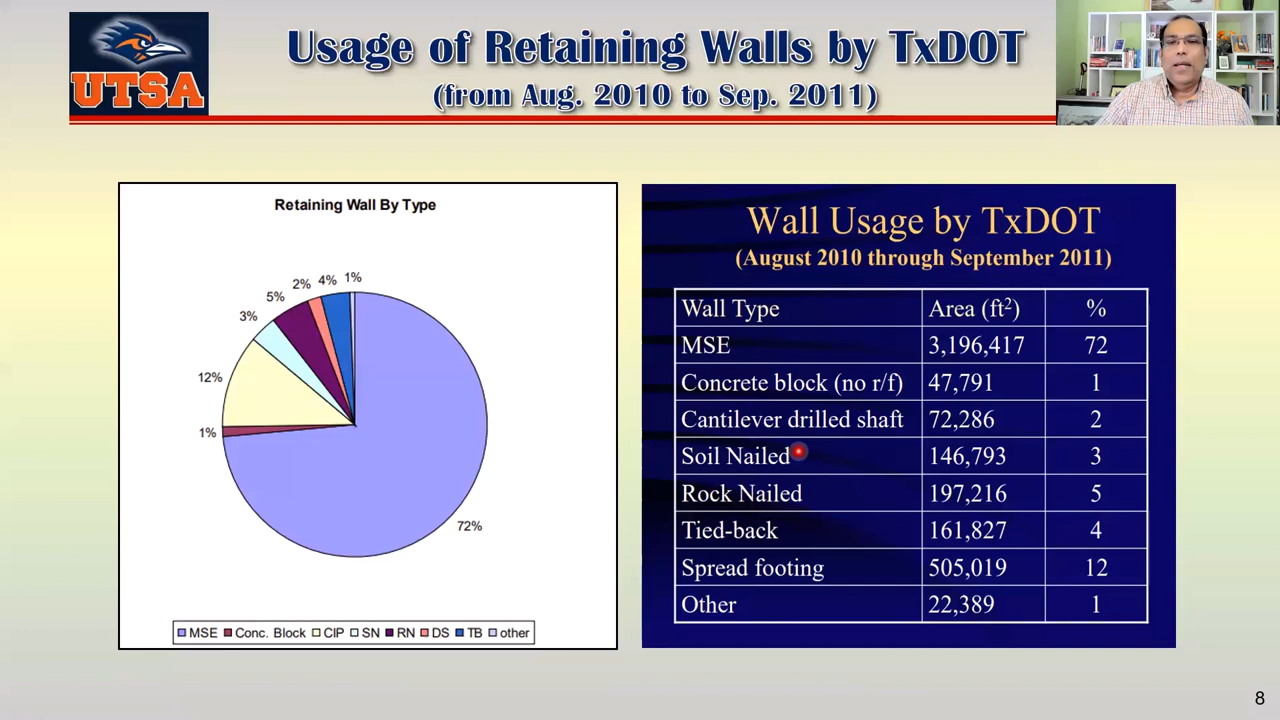 UTSA
Usage of Retaining Walls by TxDOT
(from Aug. 2010 to Sep. 2011)
Retaining Wall By Type
1%
4%
2%
5%
3%
12%
1%
72%
MSE Conc. Block CIP SN RN DS TB other
Wall Usage by TxDOT
(August 2010 through September 2011)
Wall Type Area (ft²) %
MSE 3,196,417 72
Concrete block (no r/f) 47,791 1
Cantilever drilled shaft 72,286 2
Soil Nailed 146,793 3
Rock Nailed 197,216 5
Tied-back 161,827 4
Spread footing 505,019 12
Other 22,389 1
8